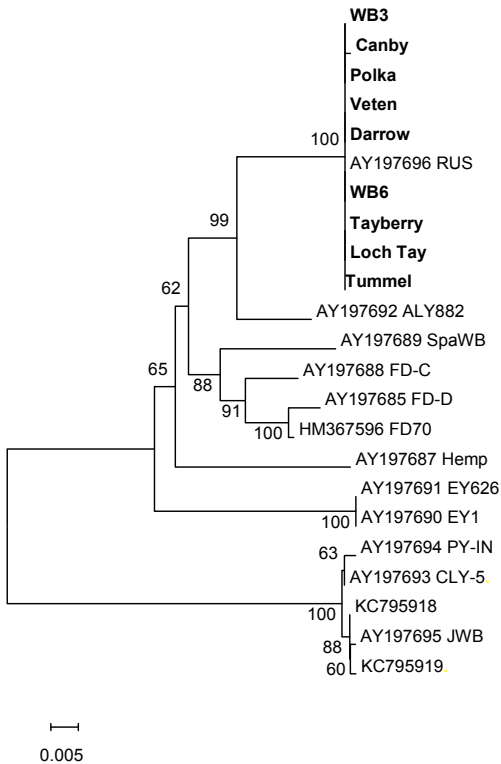 WB3
Canby
Polka
Veten
Darrow
100
AY197696 RUS
WB6
99
Tayberry
Loch Tay
Tummel
62
AY197692 ALY882
AY197689 SpaWB
65
AY197688 FD-C
88
AY197685 FD-D
91
HM367596 FD70
100
AY197687 Hemp
AY197691 EY626
AY197690 EY1
100
AY197694 PY-IN
63
AY197693 CLY-5
KC795918
100
AY197695 JWB
88
KC795919
60
0.005